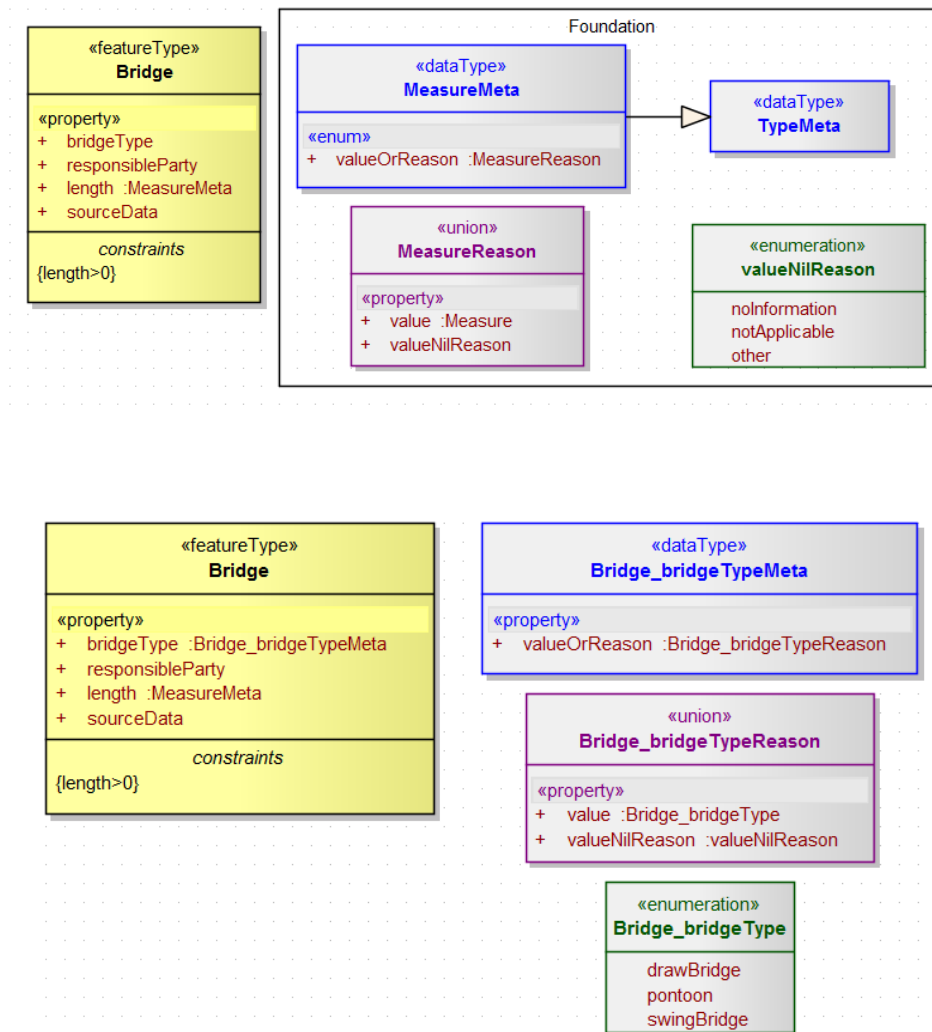 «featureType»
Bridge
«property»
+ bridgeType
+ responsibleParty
+ length :MeasureMeta
+ sourceData
constraints
{length>0}
Foundation
«dataType»
MeasureMeta
«enum»
+ valueOrReason :MeasureReason
«dataType»
TypeMeta
«union»
MeasureReason
«property»
+ value :Measure
+ valueNilReason
«enumeration»
valueNilReason
noInformation
notApplicable
other
«featureType»
Bridge
«property»
+ bridgeType :Bridge_bridgeTypeMeta
+ responsibleParty
+ length :MeasureMeta
+ sourceData
constraints
{length>0}
«dataType»
Bridge_bridgeTypeMeta
«property»
+ valueOrReason :Bridge_bridgeTypeReason
«union»
Bridge_bridgeTypeReason
«property»
+ value :Bridge_bridgeType
+ valueNilReason :valueNilReason
«enumeration»
Bridge_bridgeType
drawBridge
pontoon
swingBridge